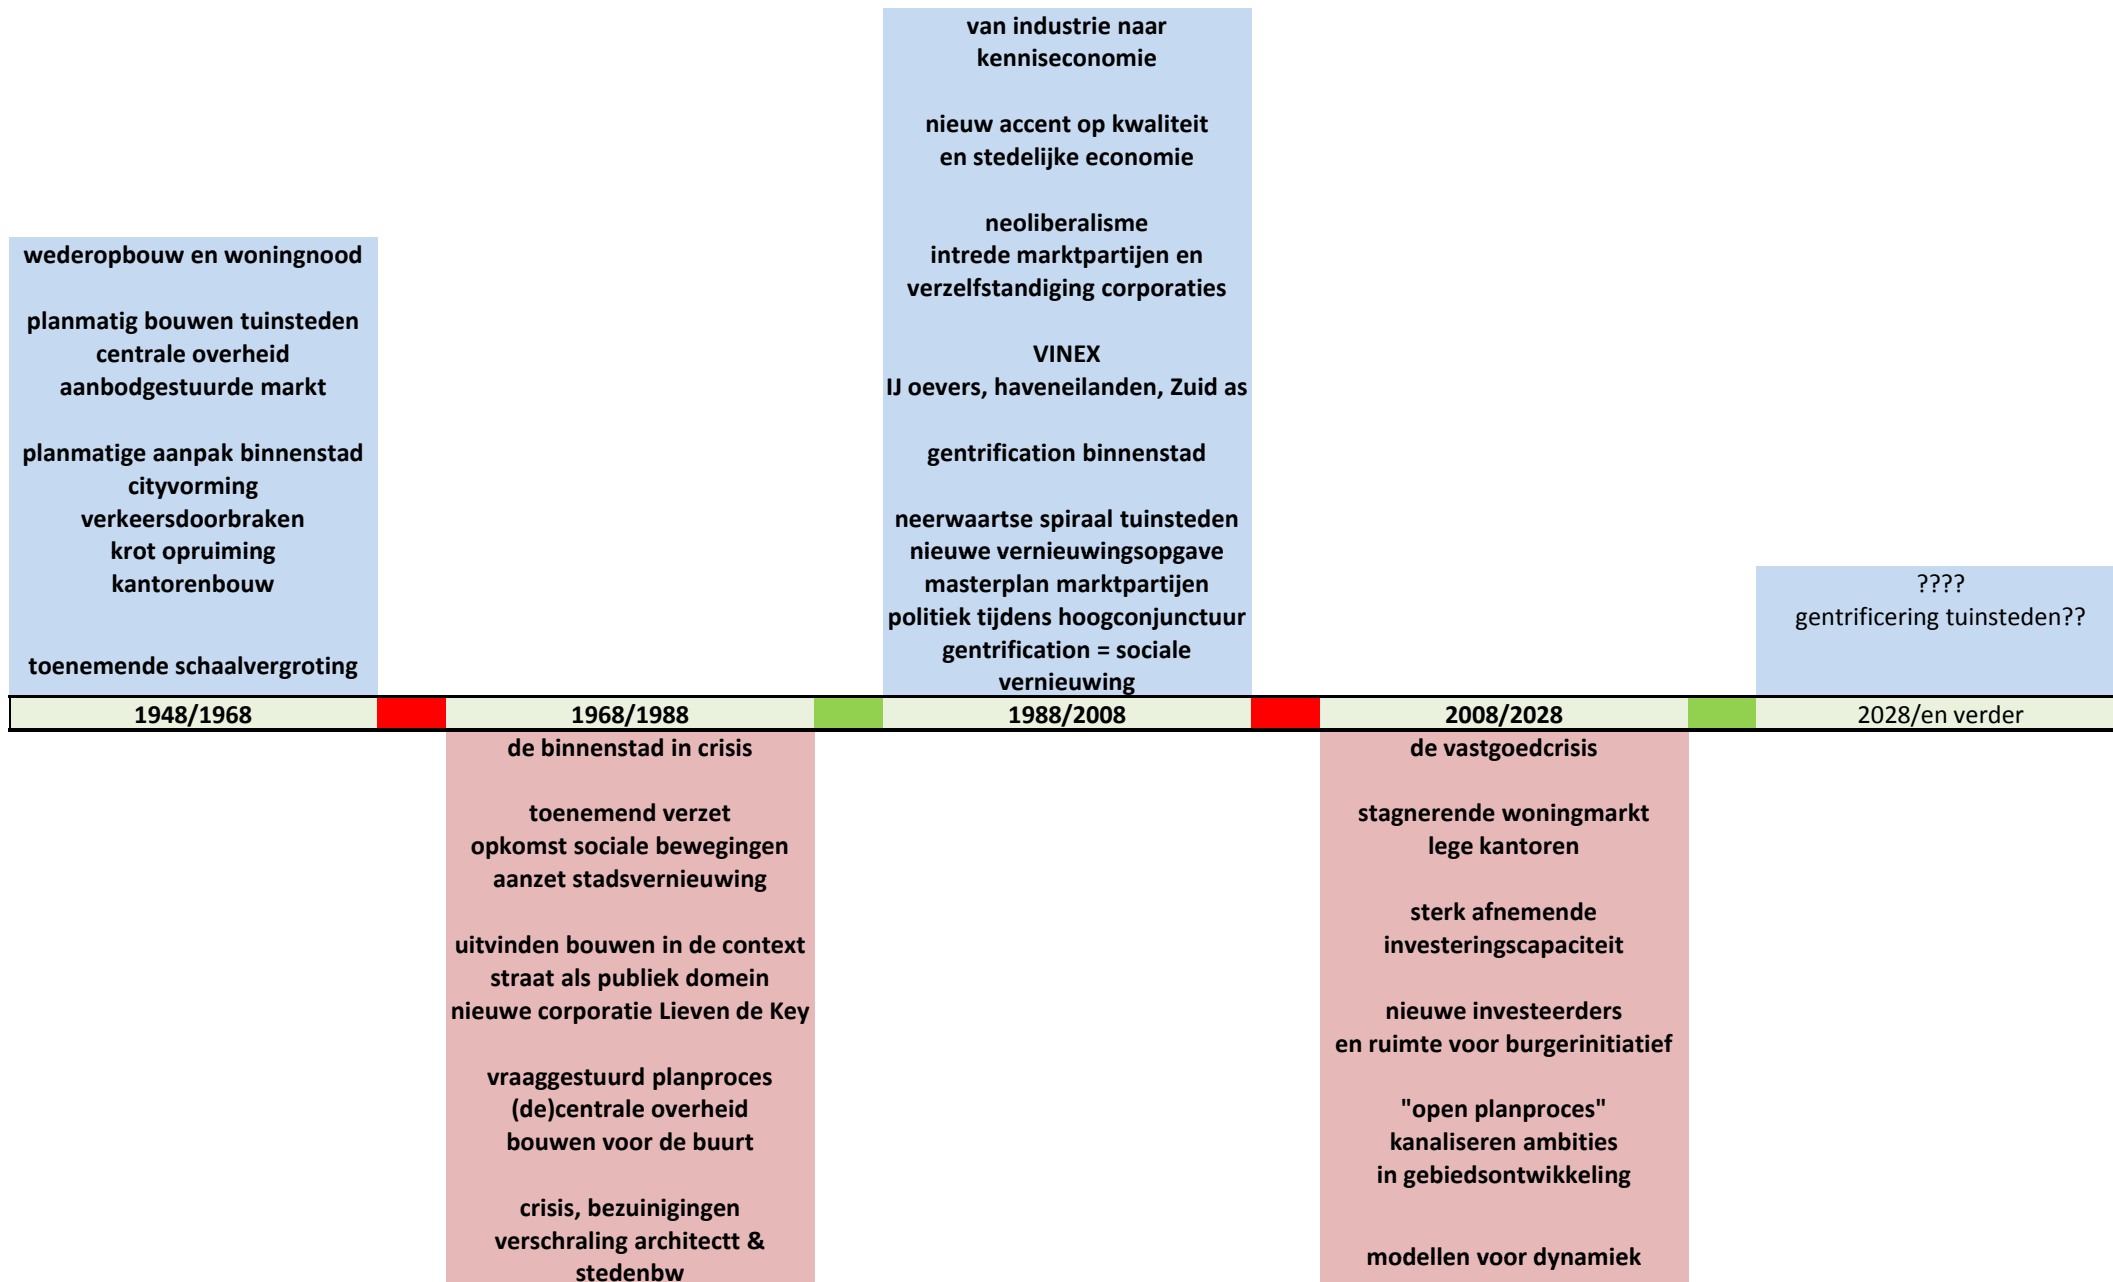 van industrie naar
kenniseconomie
nieuw accent op kwaliteit
en stedelijke economie
neoliberalisme
intrede marktpartijen en
verzelfstandiging corporaties
VINEX
IJ oevers, haveneilanden, Zuid as
gentrification binnenstad
neerwaartse spiraal tuinsteden
nieuwe vernieuwingsopgave
masterplan marktpartijen
politiek tijdens hoogconjunctuur
gentrification = sociale
vernieuwing
wederopbouw en woningnood
planmatig bouwen tuinsteden
centrale overheid
aanbodgestuurde markt
planmatige aanpak binnenstad
cityvorming
verkeersdoorbraken
krot opruiming
kantorenbouw
toenemende schaalvergroting
????
gentrificering tuinsteden??
1948/1968
1968/1988
1988/2008
2008/2028
2028/en verder
de binnenstad in crisis
toenemend verzet
opkomst sociale bewegingen
aanzet stadsvernieuwing
uitvinden bouwen in de context
straat als publiek domein
nieuwe corporatie Lieven de Key
vraaggestuurd planproces
(de)centrale overheid
bouwen voor de buurt
crisis, bezuinigingen
verschraling architectt &
stedenbw
de vastgoedcrisis
stagnerende woningmarkt
lege kantoren
sterk afnemende
investeringscapaciteit
nieuwe investeerders
en ruimte voor burgerinitiatief
"open planproces"
kanaliseren ambities
in gebiedsontwikkeling
modellen voor dynamiek